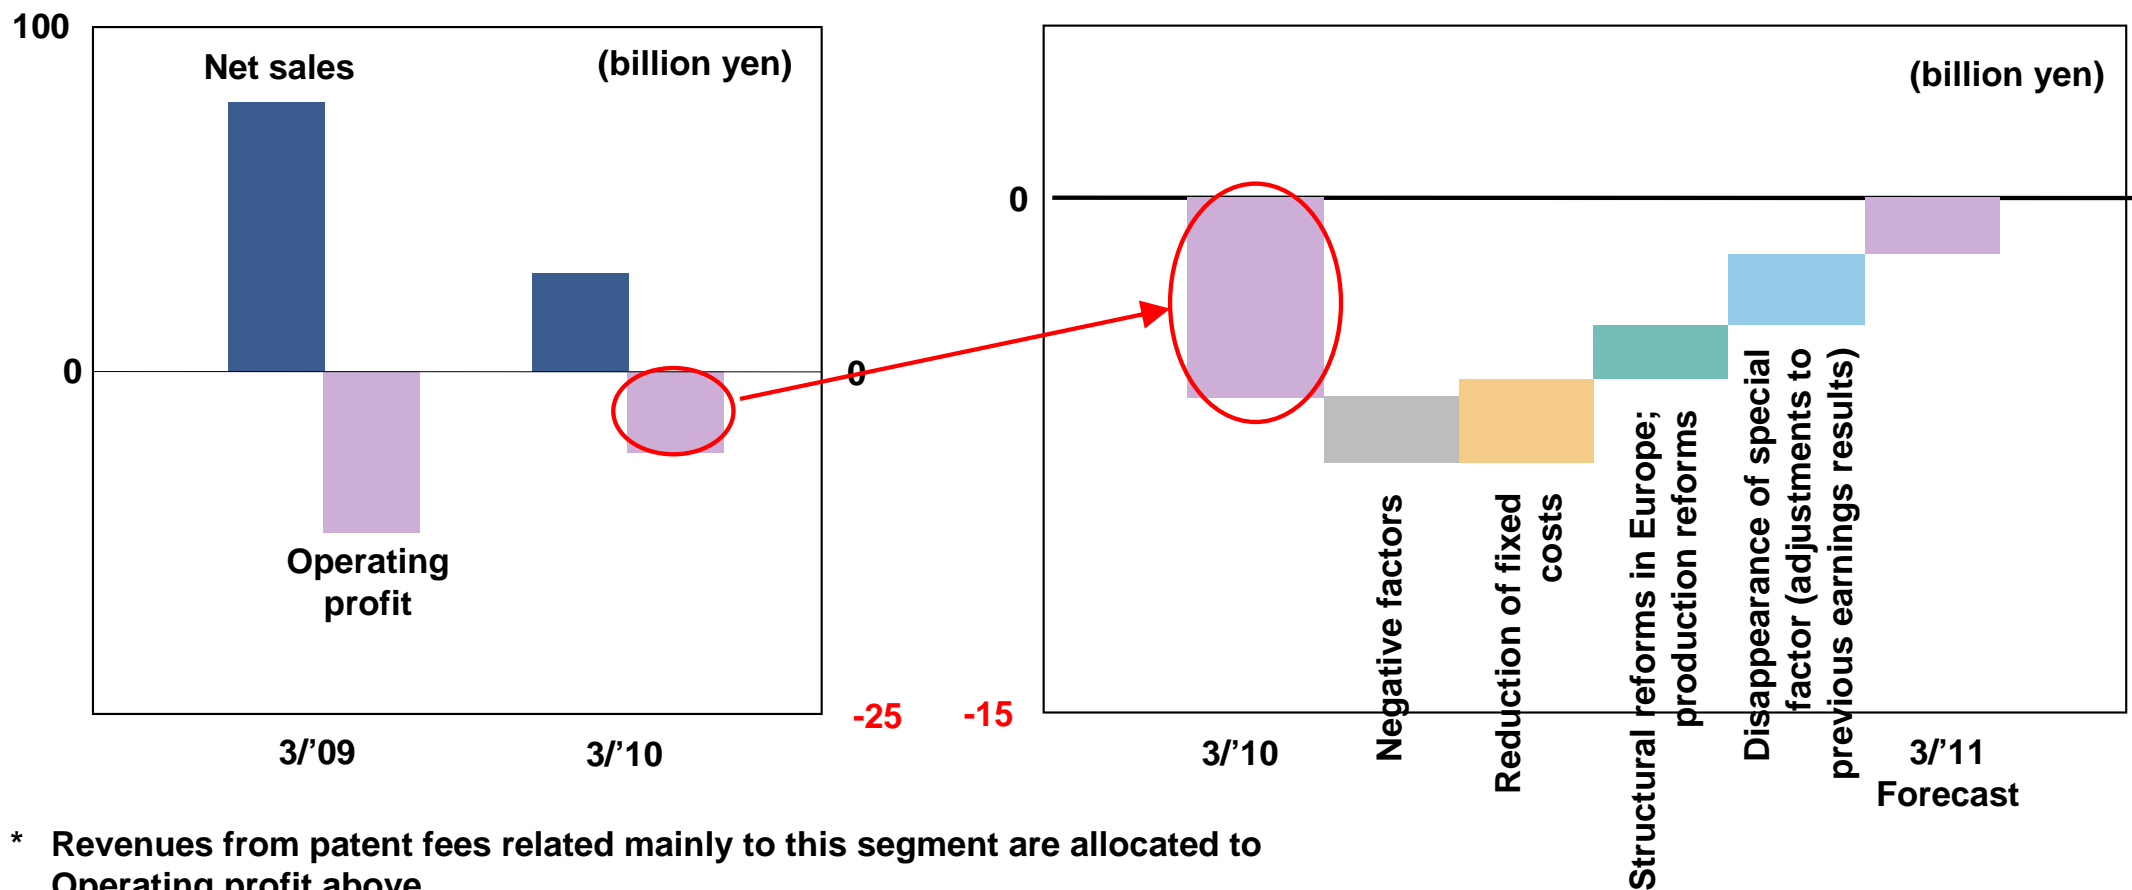 100
Net sales
(billion yen)
0
0
Operating
profit
-25
3/’09
3/’10
(billion yen)
0
-15
3/’10
Negative factors
Reduction of fixed
costs
Structural reforms in Europe;
production reforms
Disappearance of special
factor (adjustments to
previous earnings results)
3/’11
Forecast
* Revenues from patent fees related mainly to this segment are allocated to
Operating profit above